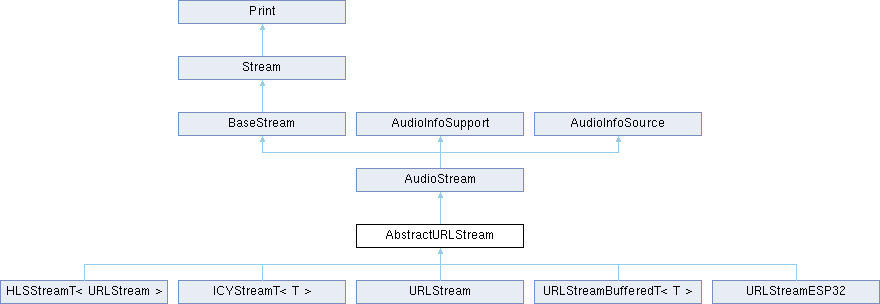 Print
Stream
BaseStream AudioInfoSupport AudioInfoSource
AudioStream
AbstractURLStream
HLSStreamT< URLStream > ICYStreamT< T > URLStream URLStreamBufferedT< T > URLStreamESP32